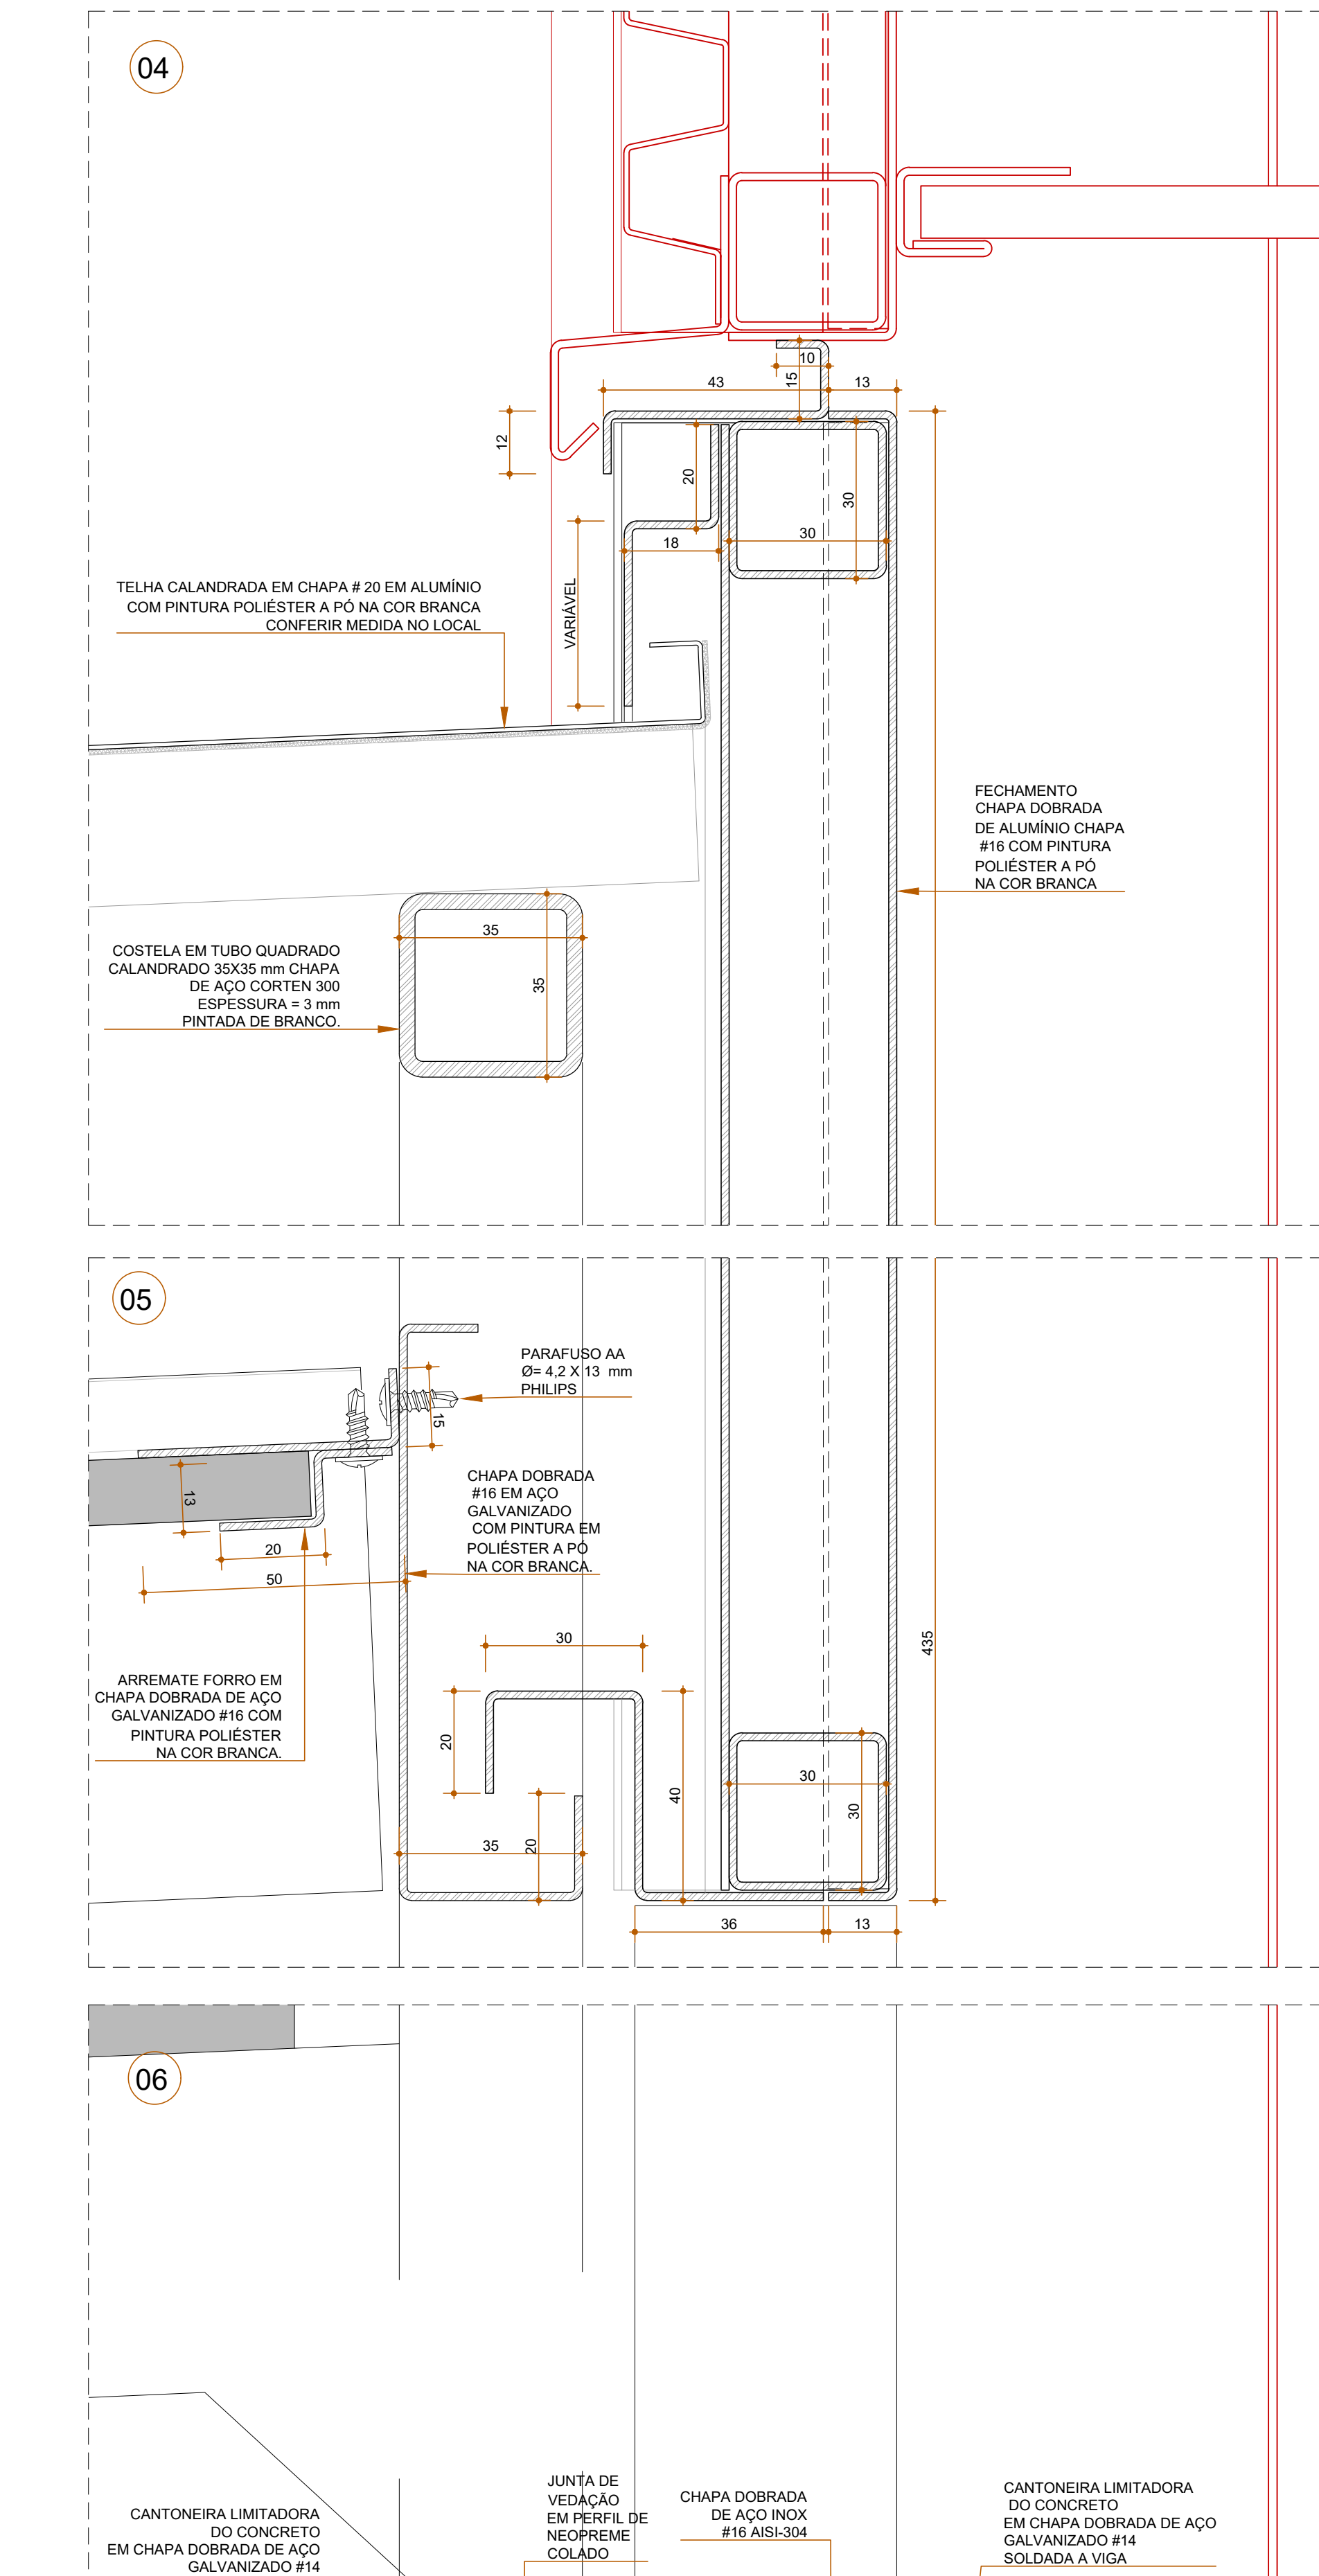 04
10
43
15
13
12
20
30
30
18
VARIÁVEL
TELHA CALANDRADA EM CHAPA # 20 EM ALUMÍNIO
COM PINTURA POLIÉSTER A PÓ NA COR BRANCA
CONFERIR MEDIDA NO LOCAL
FECHAMENTO
CHAPA DOBRADA
DE ALUMÍNIO CHAPA
#16 COM PINTURA
POLIÉSTER A PÓ
NA COR BRANCA
35
35
COSTELA EM TUBO QUADRADO
CALANDRADO 35X35 mm CHAPA
DE AÇO CORTEN 300
ESPESSURA = 3 mm
PINTADA DE BRANCO.
05
PARAFUSO AA
Ø= 4,2 X 13 mm
PHILIPS
15
CHAPA DOBRADA
#16 EM AÇO
GALVANIZADO
COM PINTURA EM
POLIÉSTER A PÓ
NA COR BRANCA.
13
20
50
30
435
ARREMATE FORRO EM
CHAPA DOBRADA DE AÇO
GALVANIZADO #16 COM
PINTURA POLIÉSTER
NA COR BRANCA.
20
40
30
30
35
20
36
13
06
JUNTA DE
VEDAÇÃO
EM PERFIL DE
NEOPREME
COLADO
CHAPA DOBRADA
DE AÇO INOX
#16 AISI-304
CANTONEIRA LIMITADORA
DO CONCRETO
EM CHAPA DOBRADA DE AÇO
GALVANIZADO #14
SOLDADA A VIGA
CANTONEIRA LIMITADORA
DO CONCRETO
EM CHAPA DOBRADA DE AÇO
GALVANIZADO #14